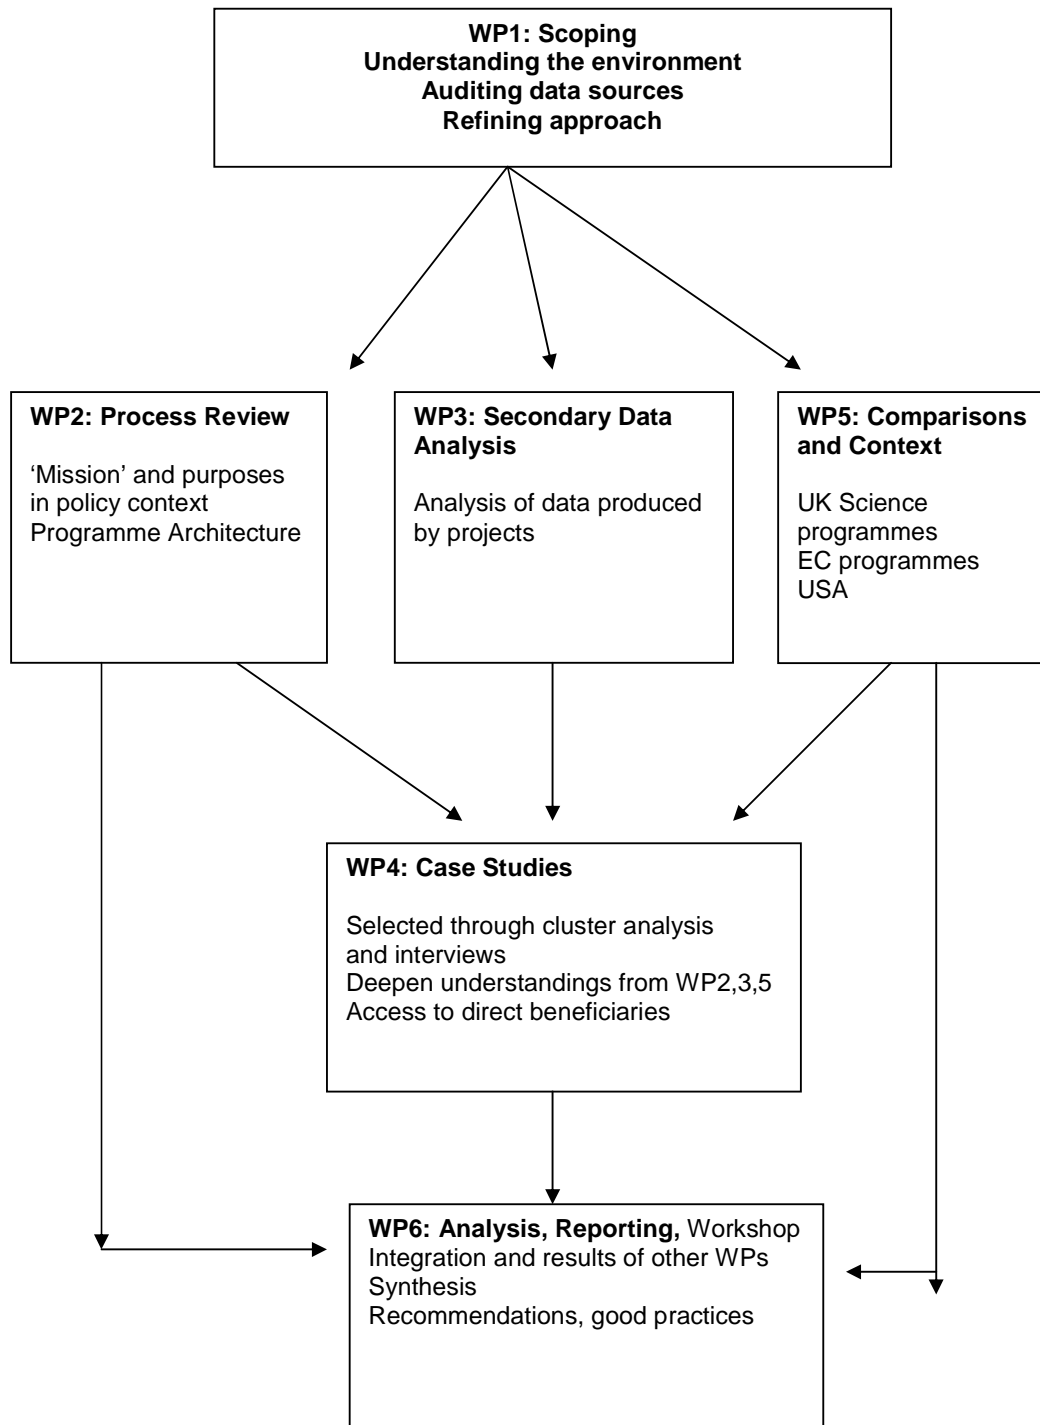 WP1: Scoping
Understanding the environment
Auditing data sources
Refining approach
WP2: Process Review
‘Mission’ and purposes
in policy context
Programme Architecture
WP3: Secondary Data
Analysis
Analysis of data produced
by projects
WP5: Comparisons
and Context
UK Science
programmes
EC programmes
USA
WP4: Case Studies
Selected through cluster analysis
and interviews
Deepen understandings from WP2,3,5
Access to direct beneficiaries
WP6: Analysis, Reporting, Workshop
Integration and results of other WPs
Synthesis
Recommendations, good practices